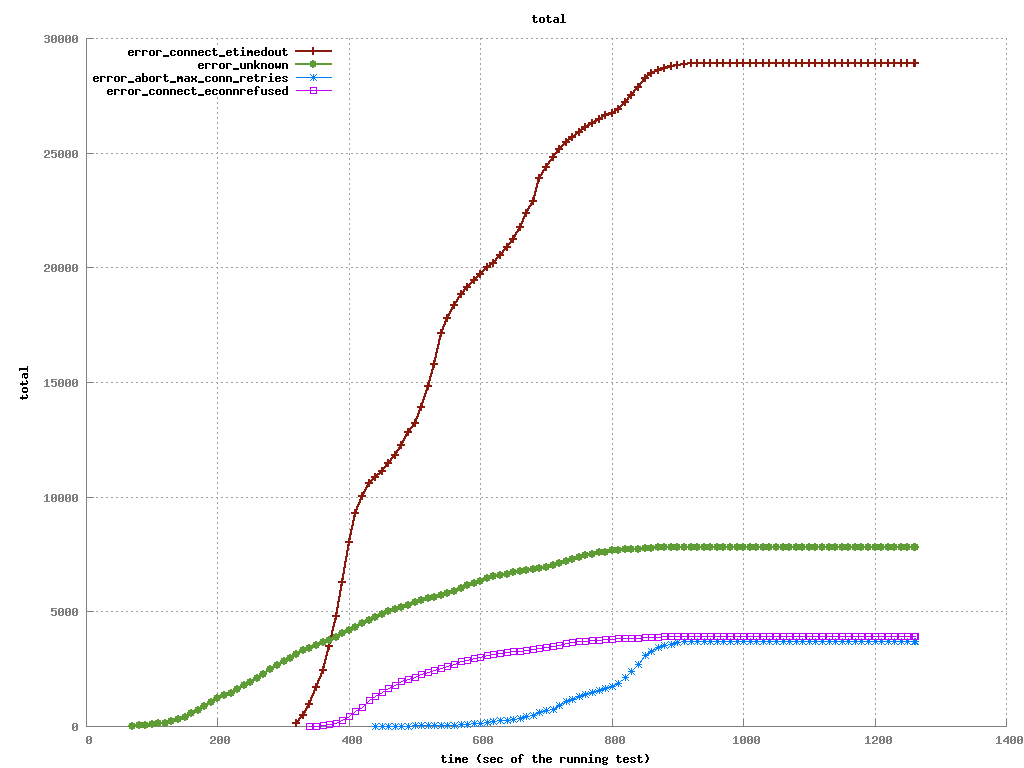 total
error_connect_etimedout
error_unknown
error_abort_max_conn_retries
error_connect_econnrefused
30000
25000
20000
15000
10000
5000
0
total
0 200 400 600 800 1000 1200 1400
time (sec of the running test)